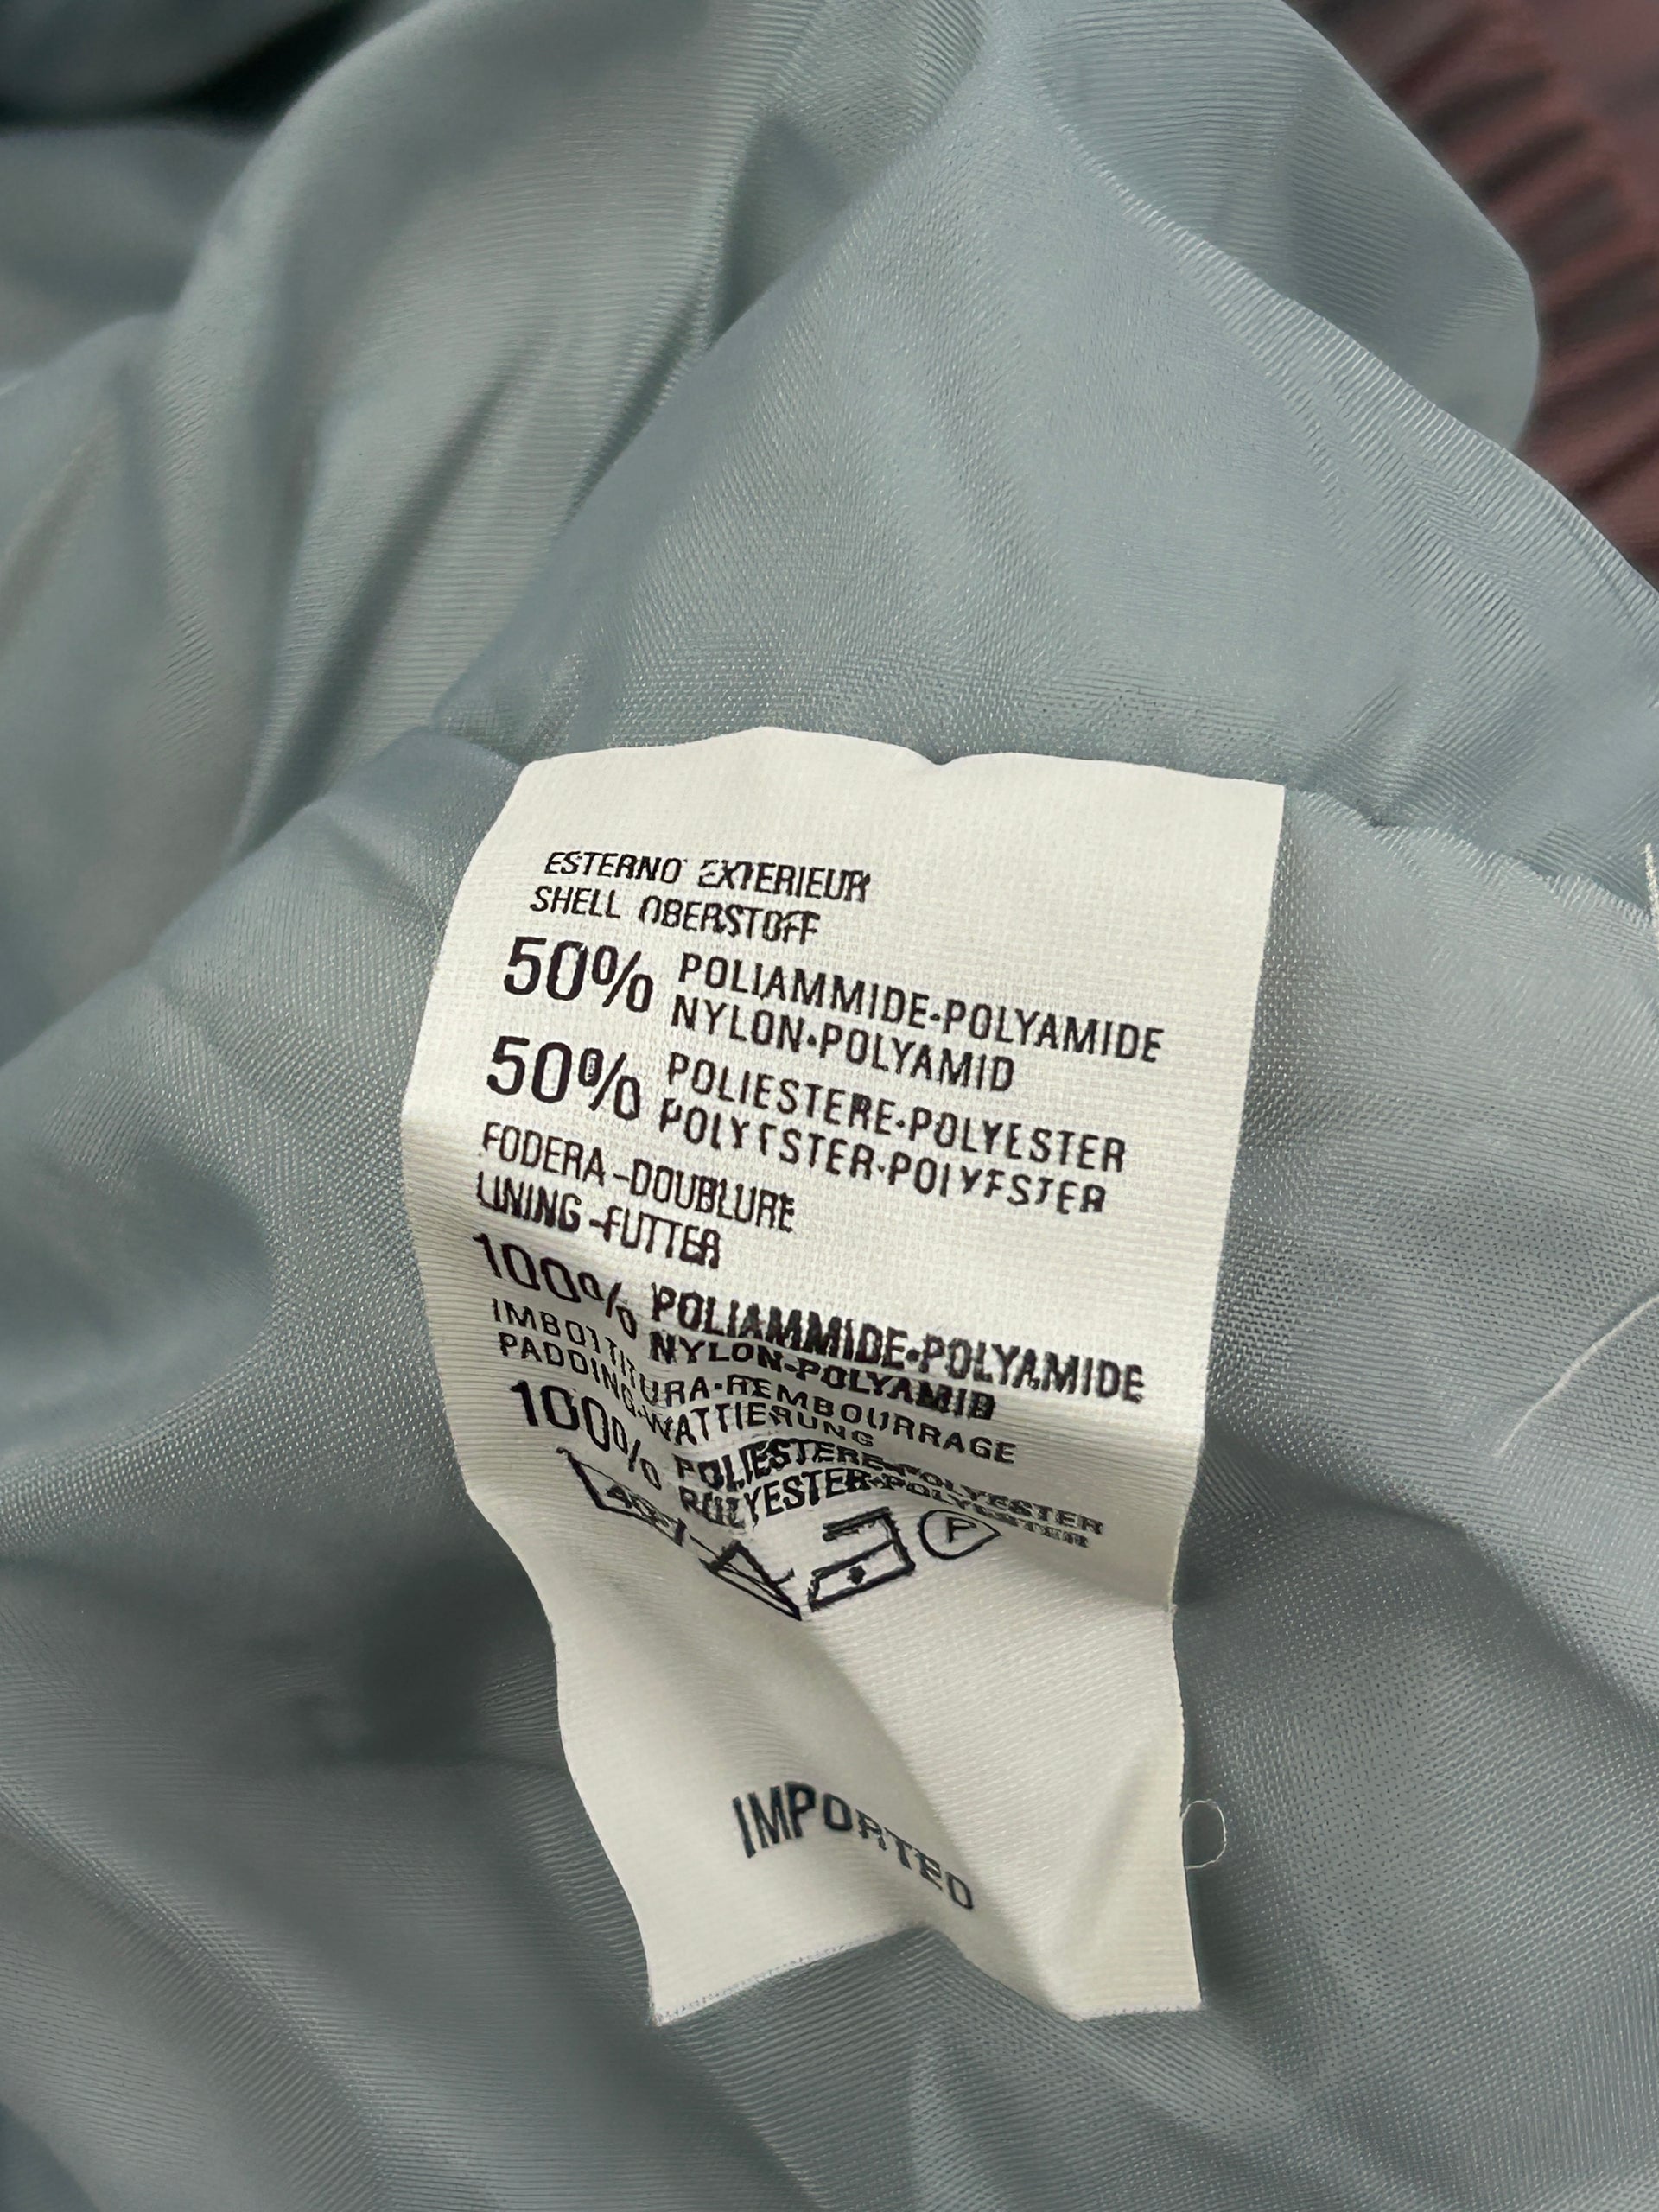 ESTERNO EXTERIEUR
SHELL OBERSTOFF
50% POLIAMMIDE-POLYAMIDE
NYLON-POLYAMID
50% POLIESTERE-POLYESTER
POLYESTER-POLYESTER
FODERA-DOUBLURE
LINING-FUTTER
100% POLIAMMIDE-POLYAMIDE
NYLON-POLYAMID
IMBOTTITURA-REMBOURRAGE
PADDING-WATTIERUNG
100% POLIESTERE-POLYESTER
POLYESTER-POLYESTER
40° P
IMPORTED